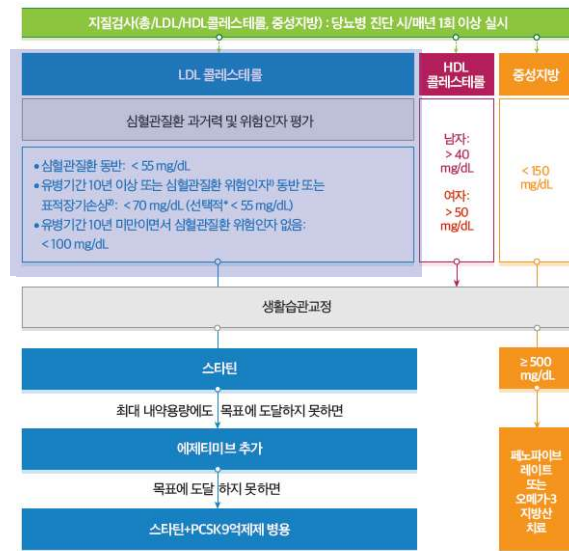 지질검사(총/LDL/HDL콜레스테롤, 중성지방) : 당뇨병 진단 시/매년 1회 이상 실시
LDL 콜레스테롤
심혈관질환 과거력 및 위험인자 평가
• 심혈관질환 동반: < 55 mg/dL
• 유병기간 10년 이상 또는 심혈관질환 위험인자¹⁾ 동반 또는
표적장기손상²⁾: < 70 mg/dL (선택적* < 55 mg/dL)
• 유병기간 10년 미만이면서 심혈관질환 위험인자 없음:
< 100 mg/dL
HDL
콜레스테롤
남자:
> 40
mg/dL
여자:
> 50
mg/dL
중성지방
< 150
mg/dL
생활습관교정
스타틴
최대 내약용량에도 목표에 도달하지 못하면
에제티미브 추가
목표에 도달 하지 못하면
스타틴+PCSK9억제제 병용
≥ 500
mg/dL
페노파이브
레이트
또는
오메가-3
지방산
치료